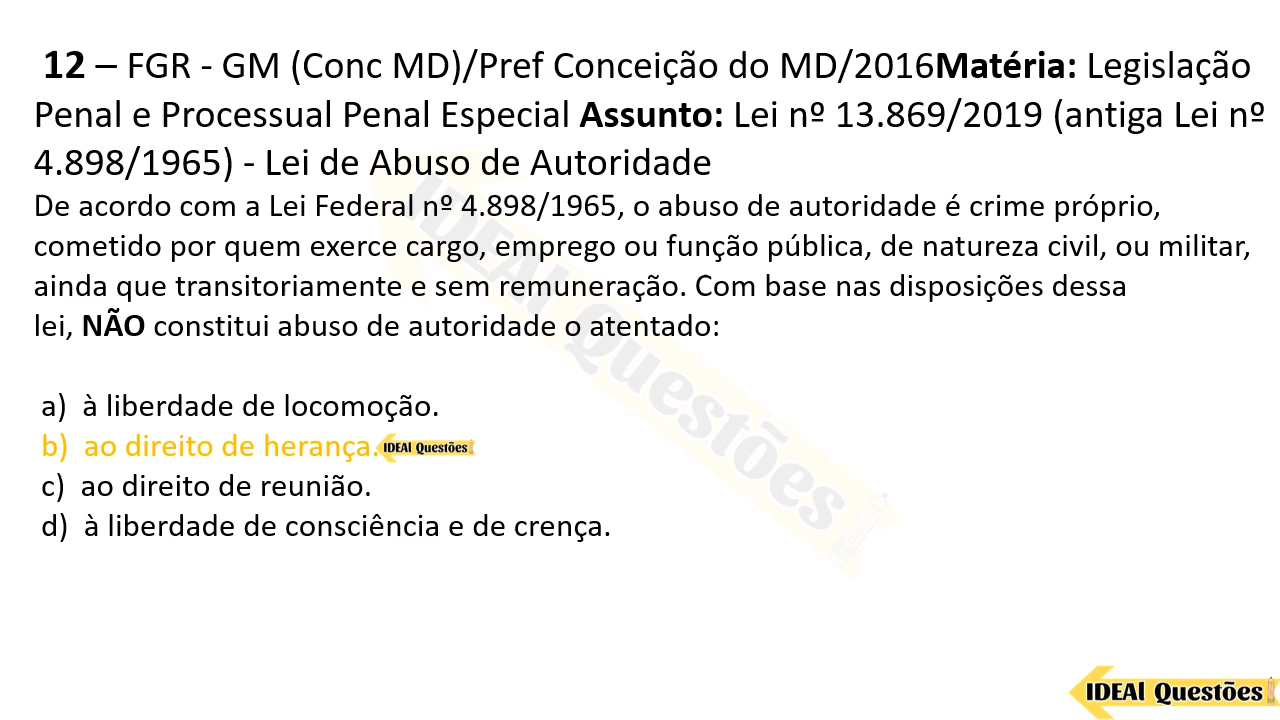 12 – FGR - GM (Conc MD)/Pref Conceição do MD/2016Matéria: Legislação
Penal e Processual Penal Especial Assunto: Lei nº 13.869/2019 (antiga Lei nº
4.898/1965) - Lei de Abuso de Autoridade
De acordo com a Lei Federal nº 4.898/1965, o abuso de autoridade é crime próprio,
cometido por quem exerce cargo, emprego ou função pública, de natureza civil, ou militar,
ainda que transitoriamente e sem remuneração. Com base nas disposições dessa
lei, NÃO constitui abuso de autoridade o atentado:
a) à liberdade de locomoção.
b) ao direito de herança. IDEAl Questões
c) ao direito de reunião.
d) à liberdade de consciência e de crença.
IDEAl Questões
IDEAl Questões